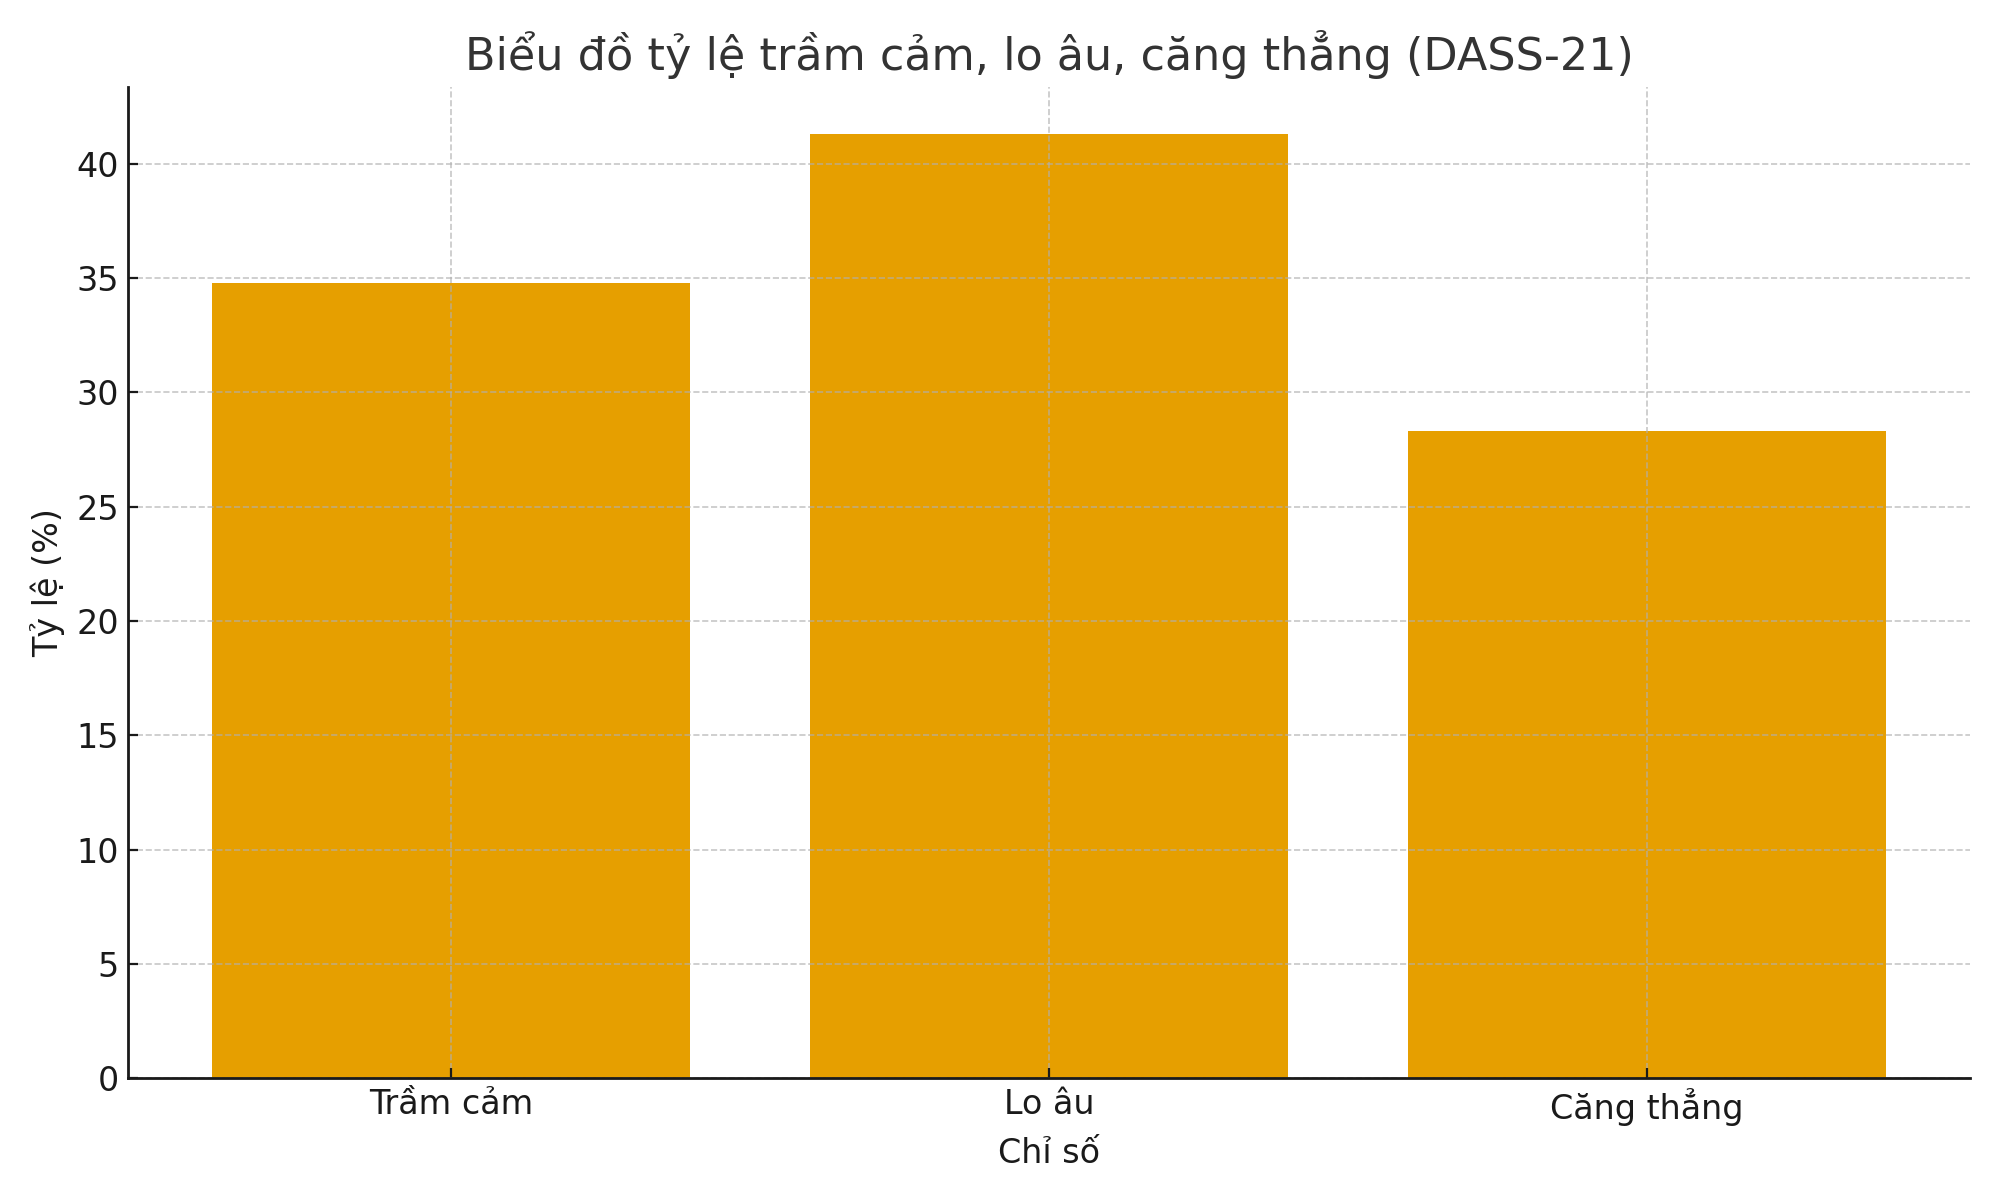 Biểu đồ tỷ lệ trầm cảm, lo âu, căng thẳng (DASS-21)
Tỷ lệ (%)
40
35
30
25
20
15
10
5
0
Trầm cảm
Lo âu
Căng thẳng
Chỉ số